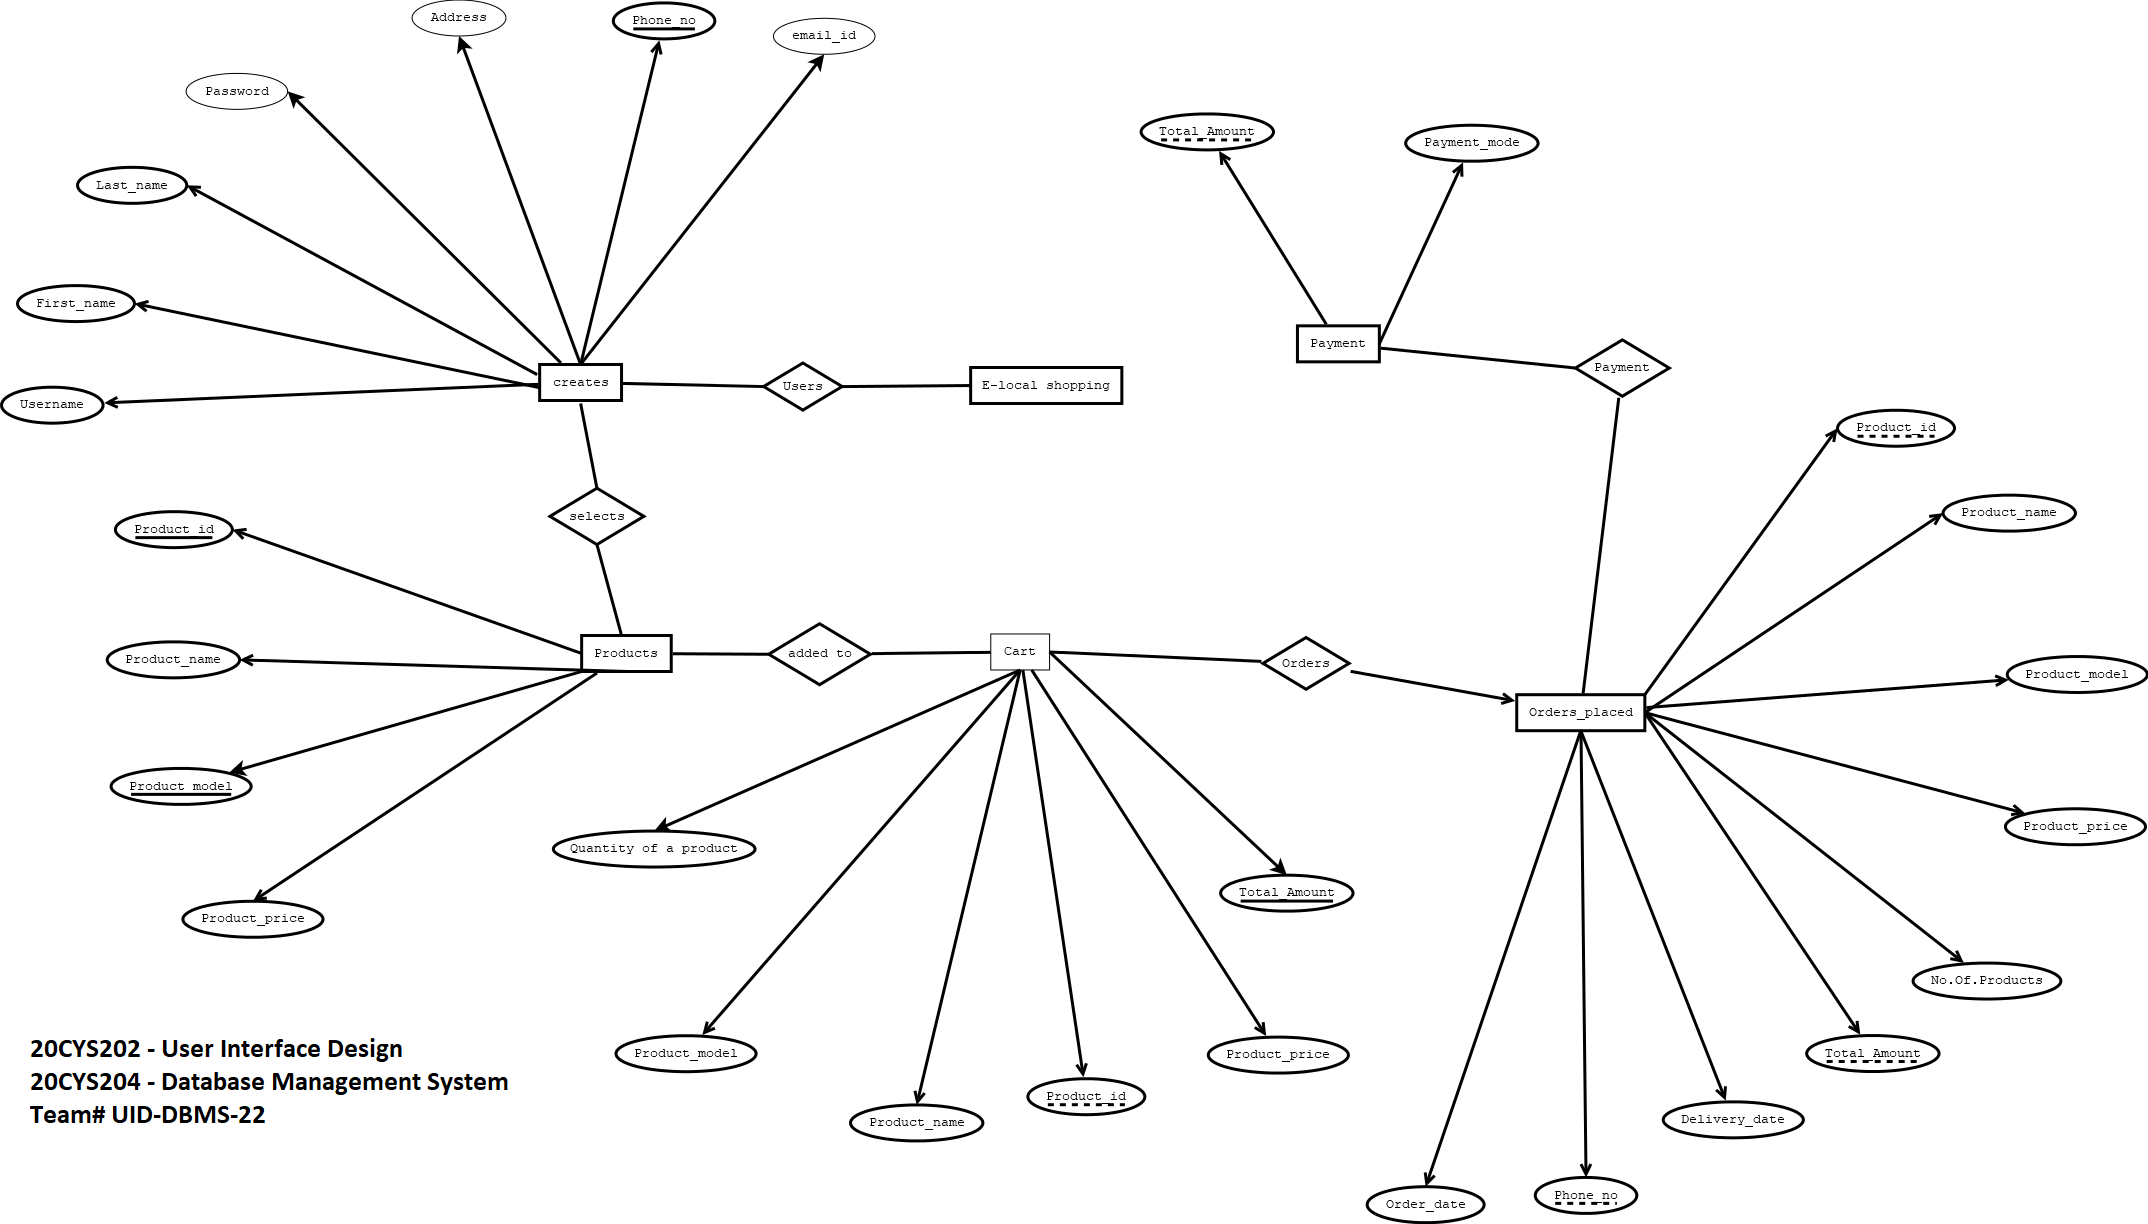 Address
Phone_no
email_id
Password
Total_Amount
Payment_mode
Last_name
First_name
Payment
Payment
creates
Users
E-local shopping
Username
Product_id
Product_name
selects
Product_id
Product_name
Products
added to
Cart
Orders
Product_model
Orders_placed
Product_model
Product_price
Quantity of a product
Total_Amount
Product_price
No.Of.Products
Product_model
Product_name
Product_id
Product_price
Total_Amount
Delivery_date
Order_date
Phone_no
20CYS202 - User Interface Design
20CYS204 - Database Management System
Team# UID-DBMS-22